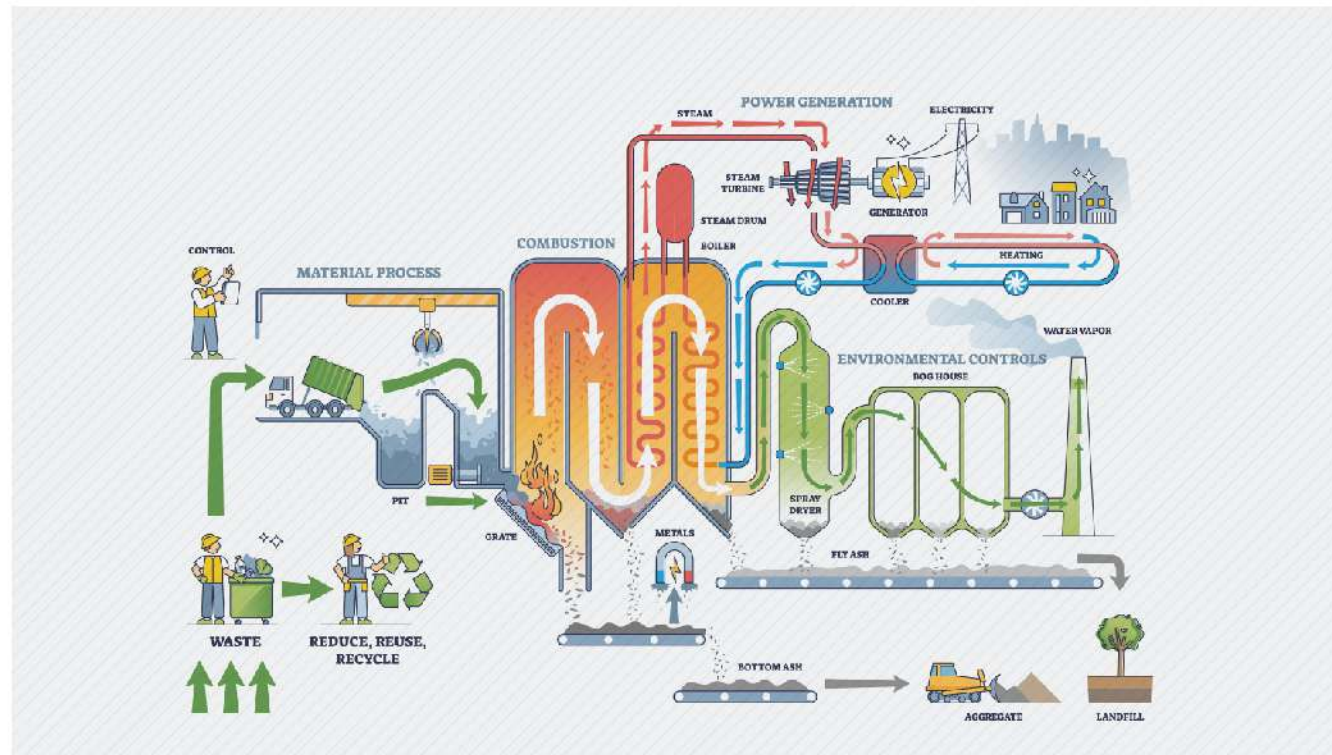 POWER GENERATION
ELECTRICITY
STEAM
STEAM
TURBINE
GENERATOR
STEAM DRUM
BOILER
COMBUSTION
CONTROL
MATERIAL PROCESS
HEATING
COOLER
WATER VAPOR
ENVIRONMENTAL CONTROLS
BOG HOUSE
PIT
GRATE
SPRAY
DRYER
METALS
FLY ASH
WASTE
REDUCE, REUSE,
RECYCLE
BOTTOM ASH
AGGREGATE
LANDFILL